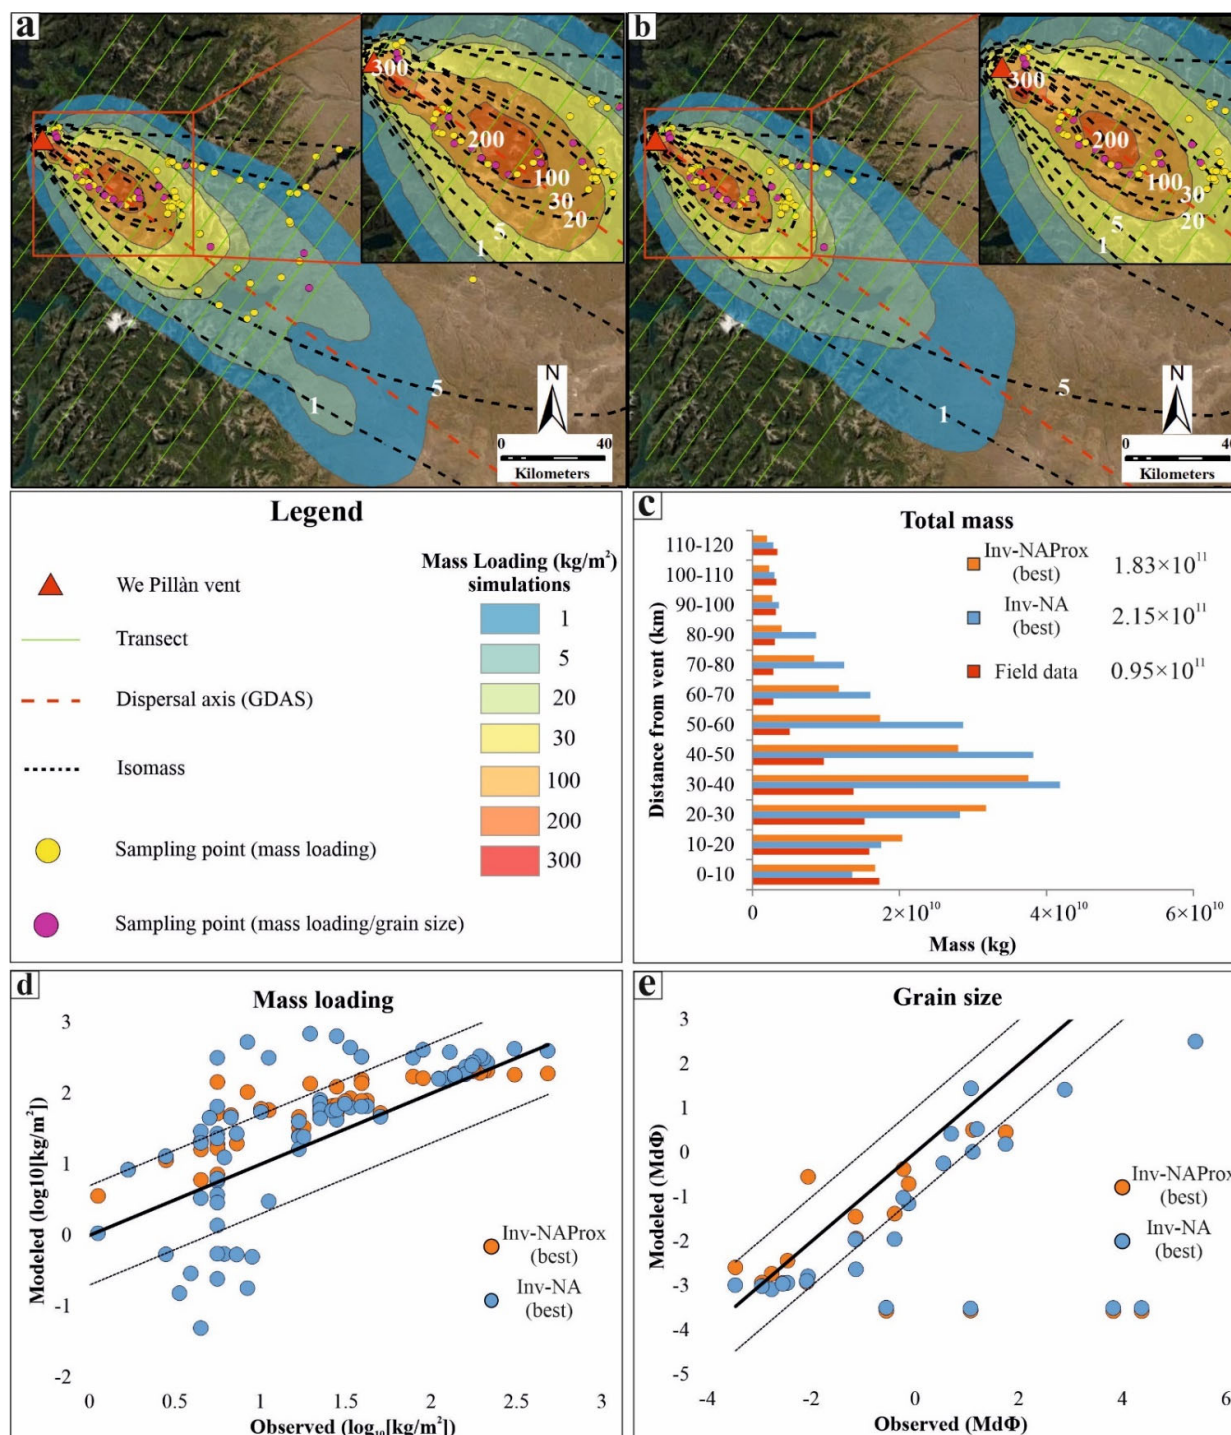 a
300
200
100
30
20
5
1
5
1
N
0
40
Kilometers
b
300
200
100
30
20
5
1
5
1
N
0
40
Kilometers
Legend
We Pillàn vent
Transect
Dispersal axis (GDAS)
Isomass
Sampling point (mass loading)
Sampling point (mass loading/grain size)
Mass Loading (kg/m²)
simulations
1
5
20
30
100
200
300
c
Total mass
Inv-NAProx
(best)
1.83×10¹¹
Inv-NA
(best)
2.15×10¹¹
Field data
0.95×10¹¹
Distance from vent (km)
110-120
100-110
90-100
80-90
70-80
60-70
50-60
40-50
30-40
20-30
10-20
0-10
0
2×10¹⁰
4×10¹⁰
6×10¹⁰
Mass (kg)
d
Mass loading
Modeled (log10[kg/m²])
3
2
1
0
-1
-2
0
0.5
1
1.5
2
2.5
3
Observed (log₁₀[kg/m²])
Inv-NAProx
(best)
Inv-NA
(best)
e
Grain size
Modeled (MdΦ)
3
2
1
0
-1
-2
-3
-4
-5
-4
-2
0
2
4
6
Observed (MdΦ)
Inv-NAProx
(best)
Inv-NA
(best)